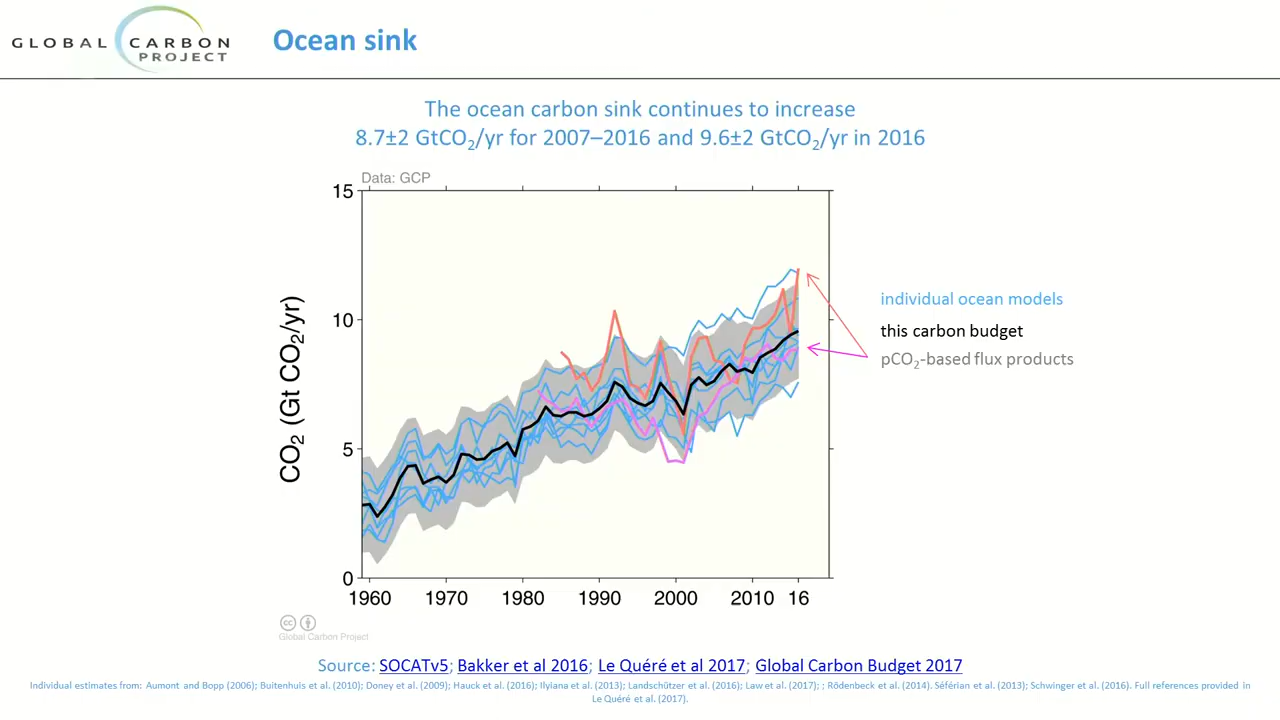 GLOBAL CARBON
PROJECT
Ocean sink
The ocean carbon sink continues to increase
8.7±2 GtCO₂/yr for 2007–2016 and 9.6±2 GtCO₂/yr in 2016
Data: GCP
15
10
5
0
CO₂ (Gt CO₂/yr)
1960 1970 1980 1990 2000 2010 16
individual ocean models
this carbon budget
pCO₂-based flux products
cc
Global Carbon Project
Source: SOCATv5; Bakker et al 2016; Le Quéré et al 2017; Global Carbon Budget 2017
Individual estimates from: Aumont and Bopp (2006); Buitenhuis et al. (2010); Doney et al. (2009); Hauck et al. (2016); Ilyiana et al. (2013); Landschützer et al. (2016); Law et al. (2017); ; Rödenbeck et al. (2014). Séférian et al. (2013); Schwinger et al. (2016). Full references provided in
Le Quéré et al. (2017).